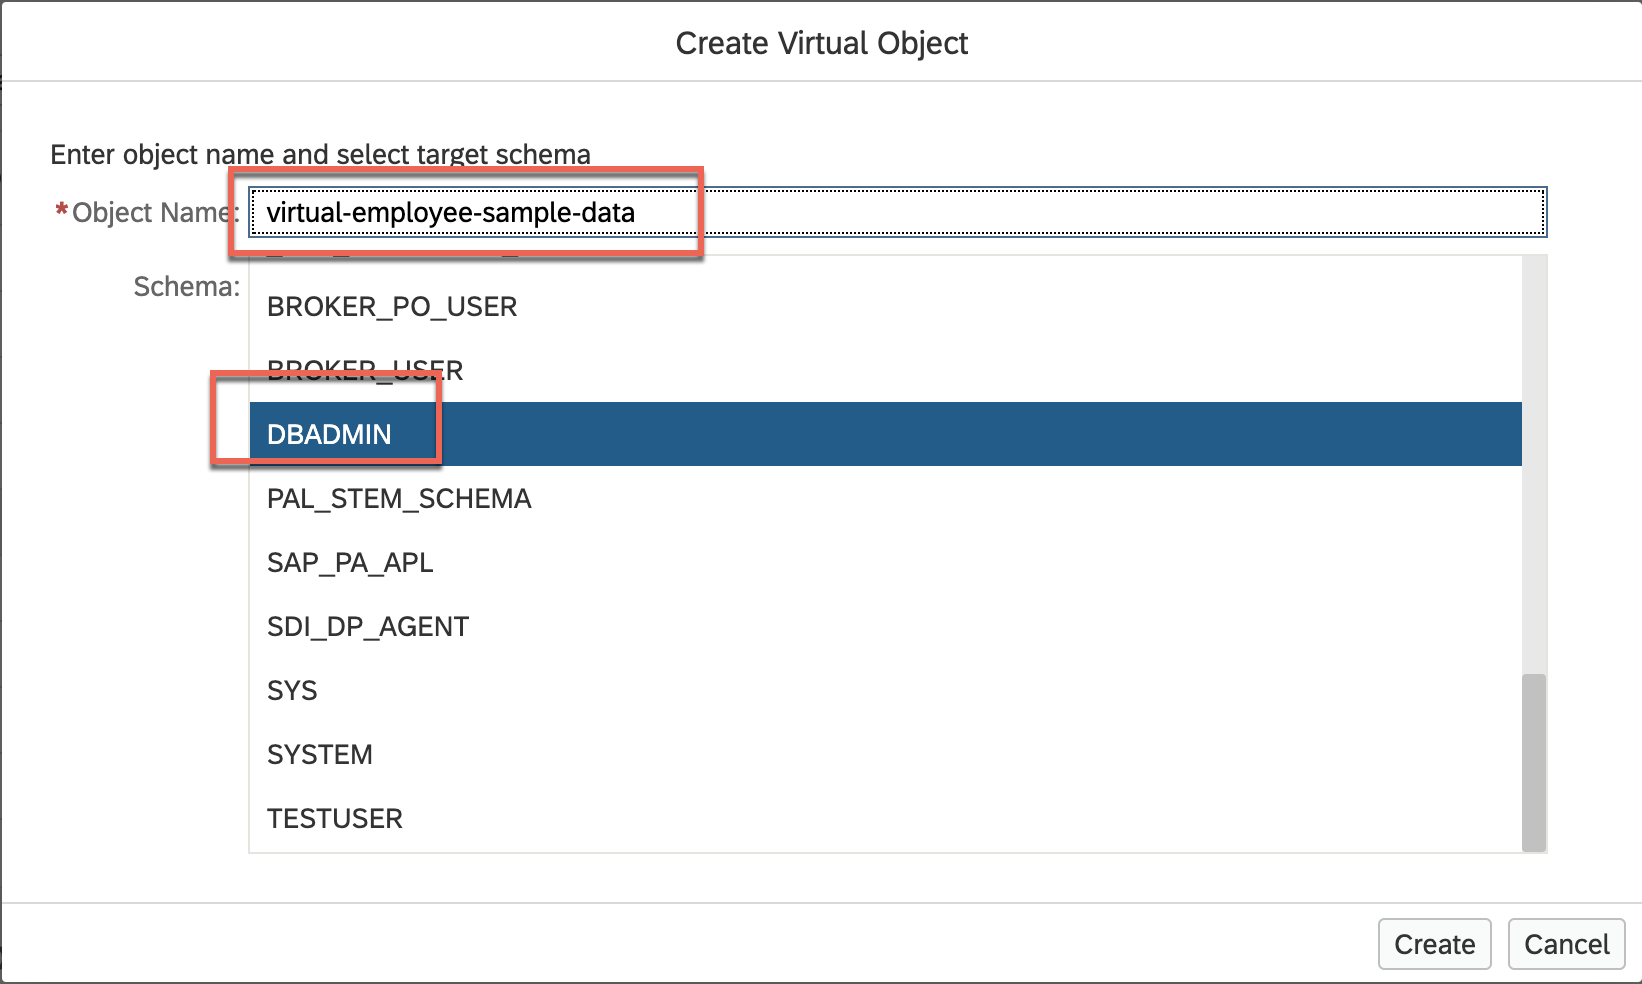 Create Virtual Object
Enter object name and select target schema
*Object Name: virtual-employee-sample-data
Schema:
BROKER_PO_USER
BROKER_USER
DBADMIN
PAL_STEM_SCHEMA
SAP_PA_APL
SDI_DP_AGENT
SYS
SYSTEM
TESTUSER
Create Cancel